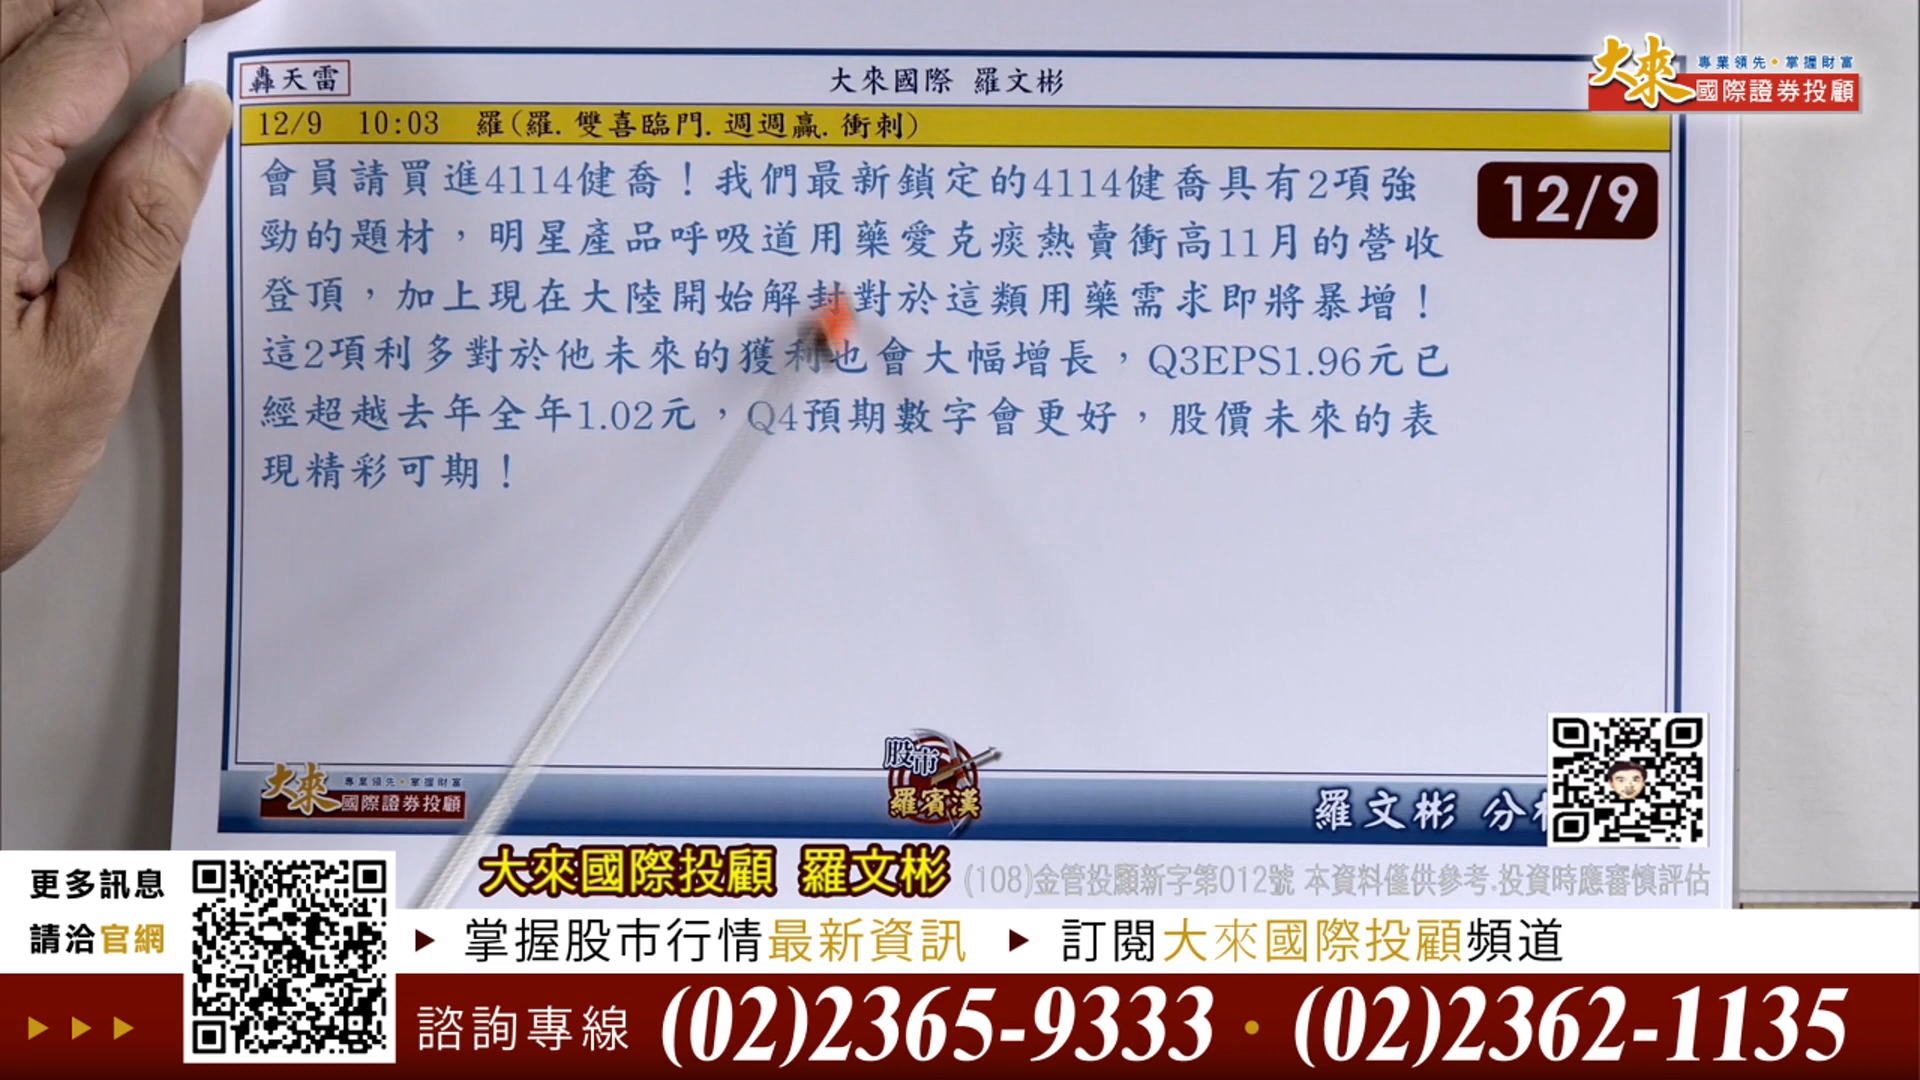 轟天雷
大來國際 羅文彬
大來
專業領先•掌握財富
國際證券投顧
12/9 10:03 羅(羅.雙喜臨門.週週贏.衝刺)
12/9
會員請買進4114健喬！我們最新鎖定的4114健喬具有2項強
勁的題材，明星產品呼吸道用藥愛克痰熱賣衝高11月的營收
登頂，加上現在大陸開始解封對於這類用藥需求即將暴增！
這2項利多對於他未來的獲利也會大幅增長，Q3EPS1.96元已
經超越去年全年1.02元，Q4預期數字會更好，股價未來的表
現精彩可期！
大來
專業領先•掌握財富
國際證券投顧
股市
羅賓漢
羅文彬 分
大來國際投顧 羅文彬
(108)金管投顧新字第012號 本資料僅供參考.投資時應審慎評估
更多訊息
請洽官網
掌握股市行情最新資訊 訂閱大來國際投顧頻道
諮詢專線 (02)2365-9333 • (02)2362-1135